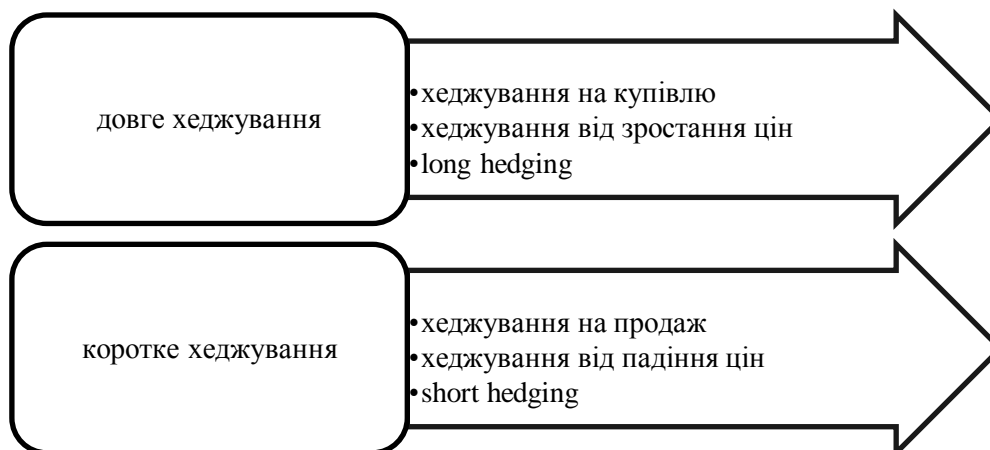 довге хеджування
•хеджування на купівлю
•хеджування від зростання цін
•long hedging
коротке хеджування
•хеджування на продаж
•хеджування від падіння цін
•short hedging